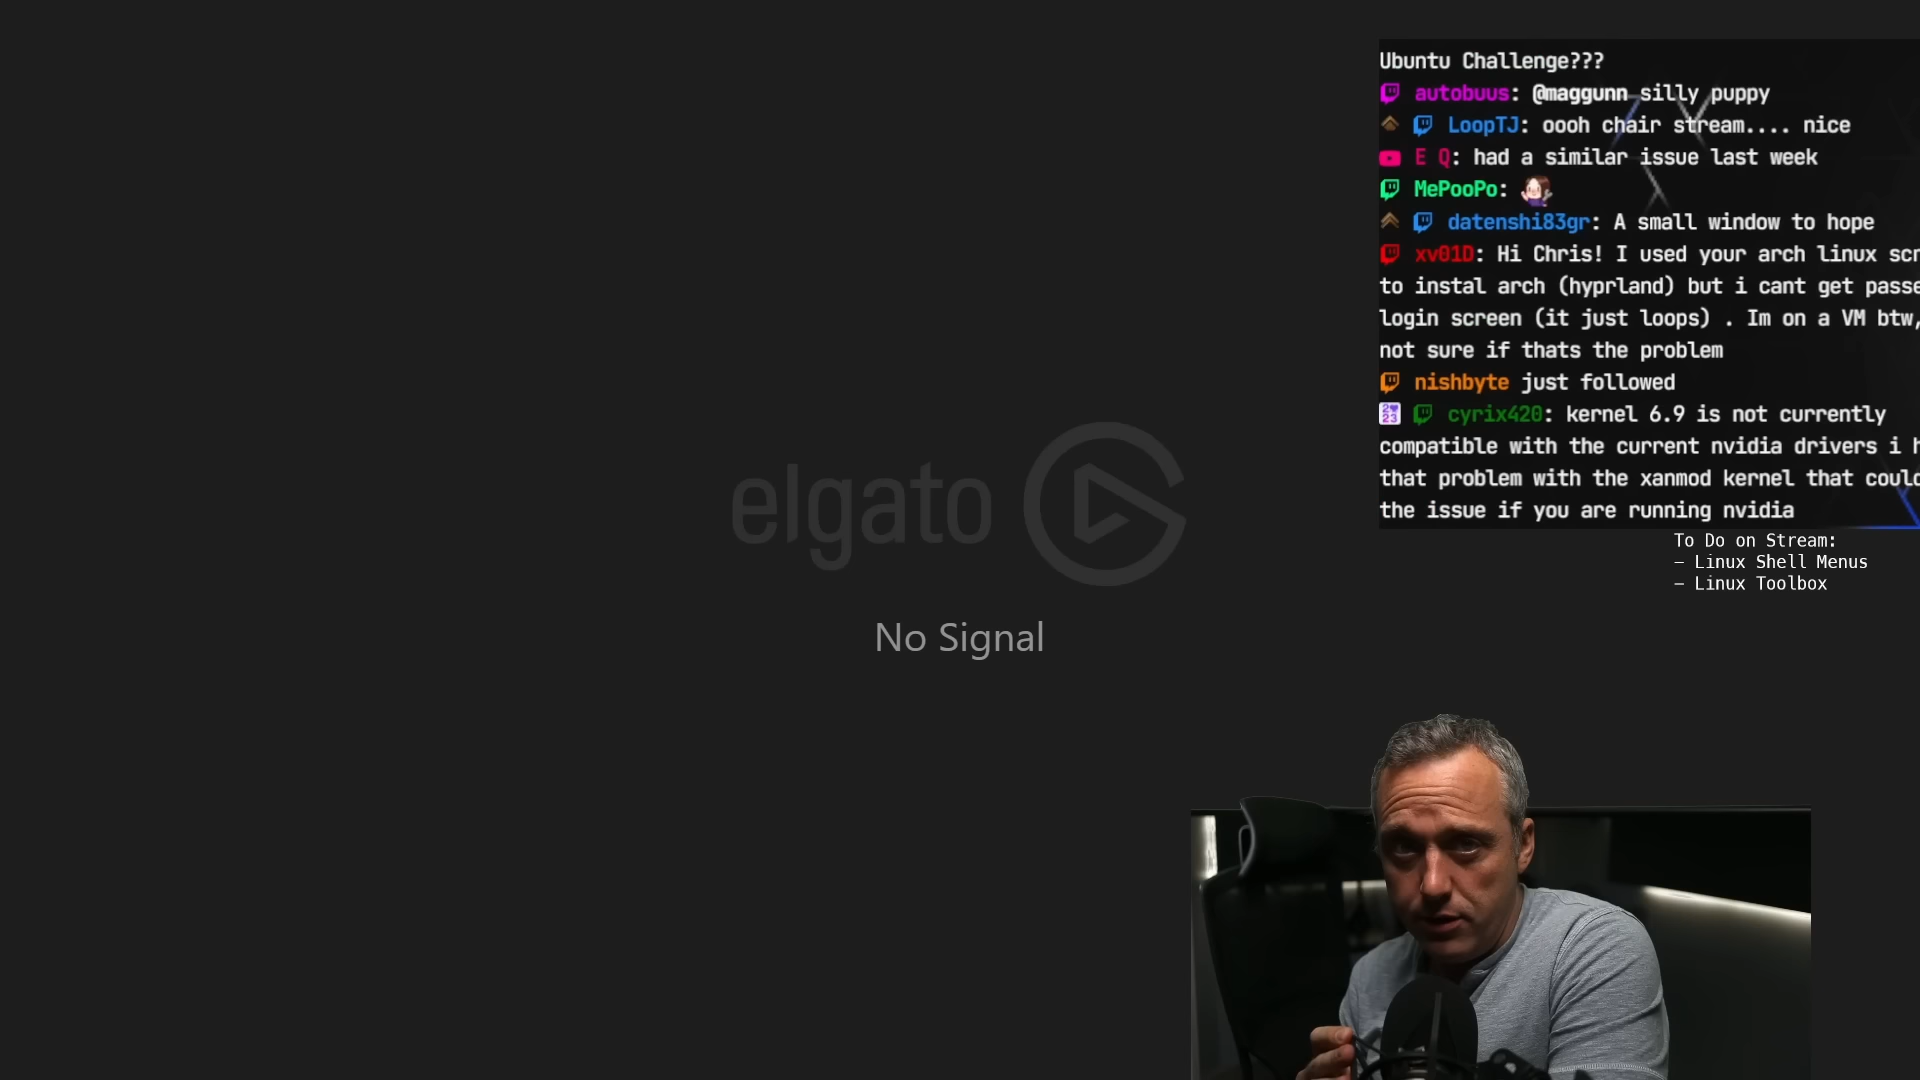 Ubuntu Challenge???
autobuus: @maggunn silly puppy
LoopTJ: oooh chair stream.... nice
E Q: had a similar issue last week
MePooPo:
datenshi83gr: A small window to hope
xv01D: Hi Chris! I used your arch linux scr
to instal arch (hyprland) but i cant get passe
login screen (it just loops) . Im on a VM btw,
not sure if thats the problem
nishbyte just followed
cyrix420: kernel 6.9 is not currently
compatible with the current nvidia drivers i h
that problem with the xanmod kernel that could
the issue if you are running nvidia
To Do on Stream:
- Linux Shell Menus
- Linux Toolbox
elgato
No Signal